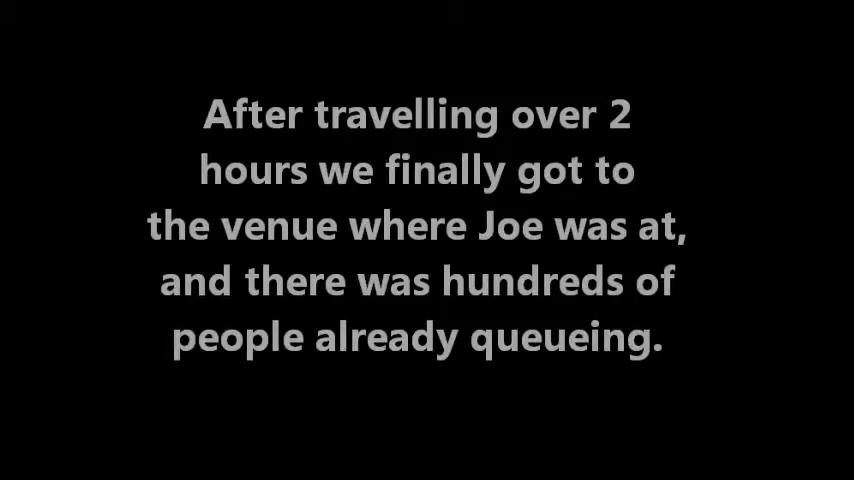 After travelling over 2
hours we finally got to
the venue where Joe was at,
and there was hundreds of
people already queueing.